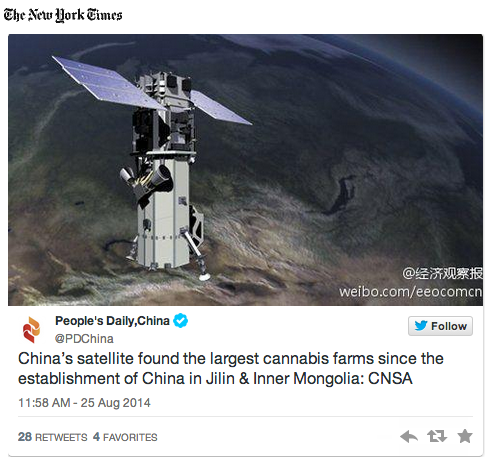 The New York Times
@经济观察报
weibo.com/eeocomcn
People's Daily,China
@PDChina
Follow
China's satellite found the largest cannabis farms since the
establishment of China in Jilin & Inner Mongolia: CNSA
11:58 AM - 25 Aug 2014
28 RETWEETS 4 FAVORITES